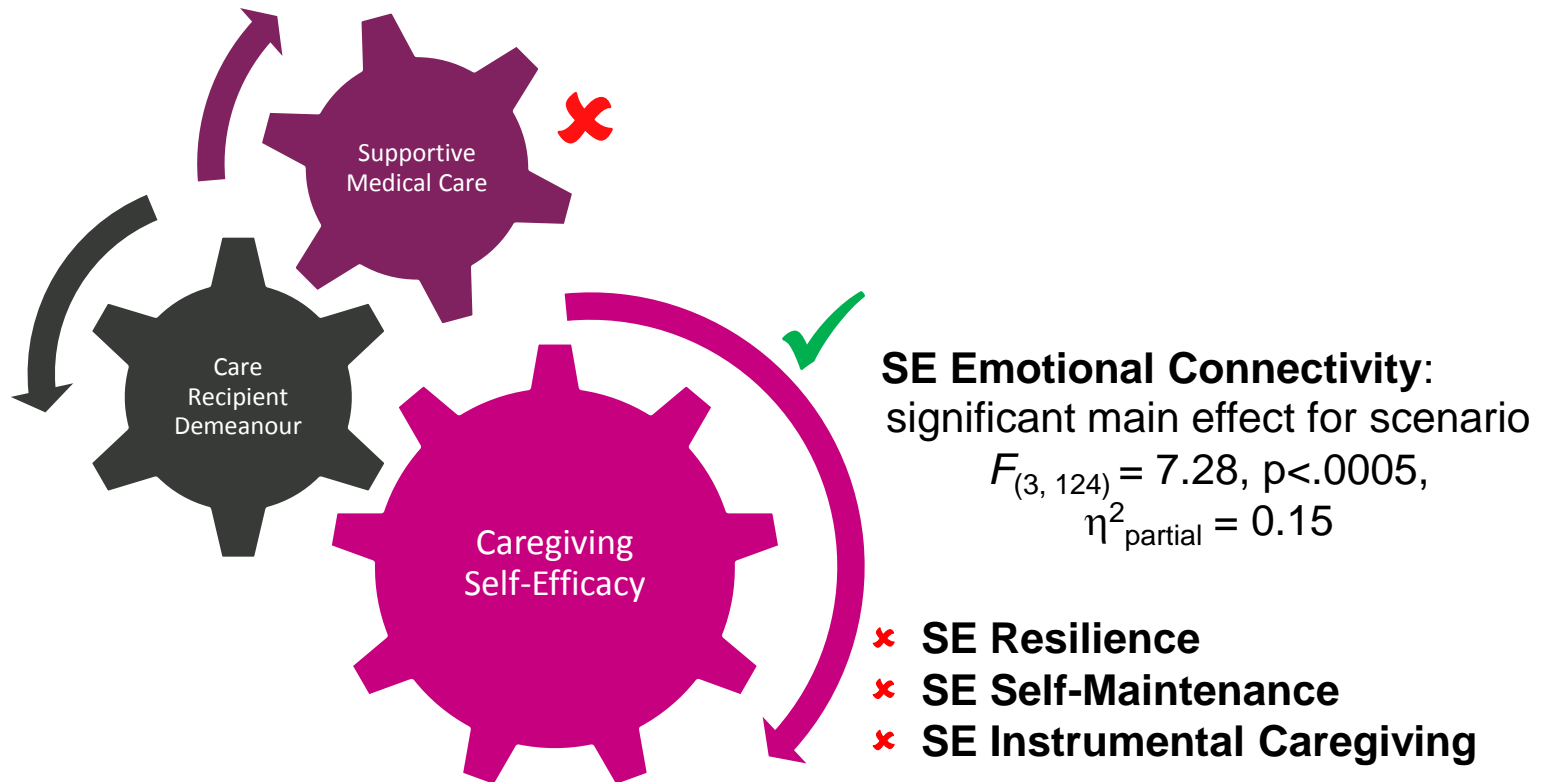 Supportive
Medical Care
Care
Recipient
Demeanour
Caregiving
Self-Efficacy
SE Emotional Connectivity:
significant main effect for scenario
F(3, 124) = 7.28, p<.0005,
η²partial = 0.15
✘ SE Resilience
✘ SE Self-Maintenance
✘ SE Instrumental Caregiving